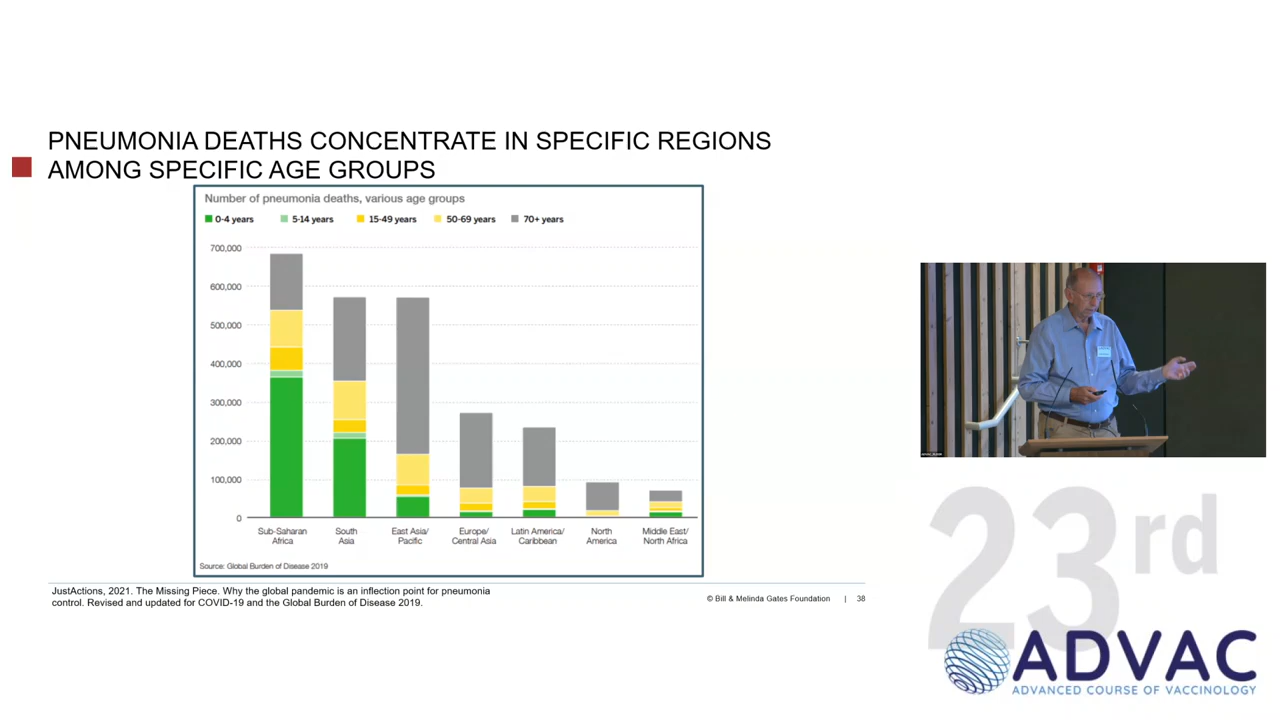 PNEUMONIA DEATHS CONCENTRATE IN SPECIFIC REGIONS
AMONG SPECIFIC AGE GROUPS
Number of pneumonia deaths, various age groups
0-4 years 5-14 years 15-49 years 50-69 years 70+ years
700,000
600,000
500,000
400,000
300,000
200,000
100,000
0
Sub-Saharan
Africa
South
Asia
East Asia/
Pacific
Europe/
Central Asia
Latin America/
Caribbean
North
America
Middle East/
North Africa
Source: Global Burden of Disease 2019
JustActions, 2021. The Missing Piece. Why the global pandemic is an inflection point for pneumonia
control. Revised and updated for COVID-19 and the Global Burden of Disease 2019.
© Bill & Melinda Gates Foundation | 38
23rd
ADVAC
ADVANCED COURSE OF VACCINOLOGY